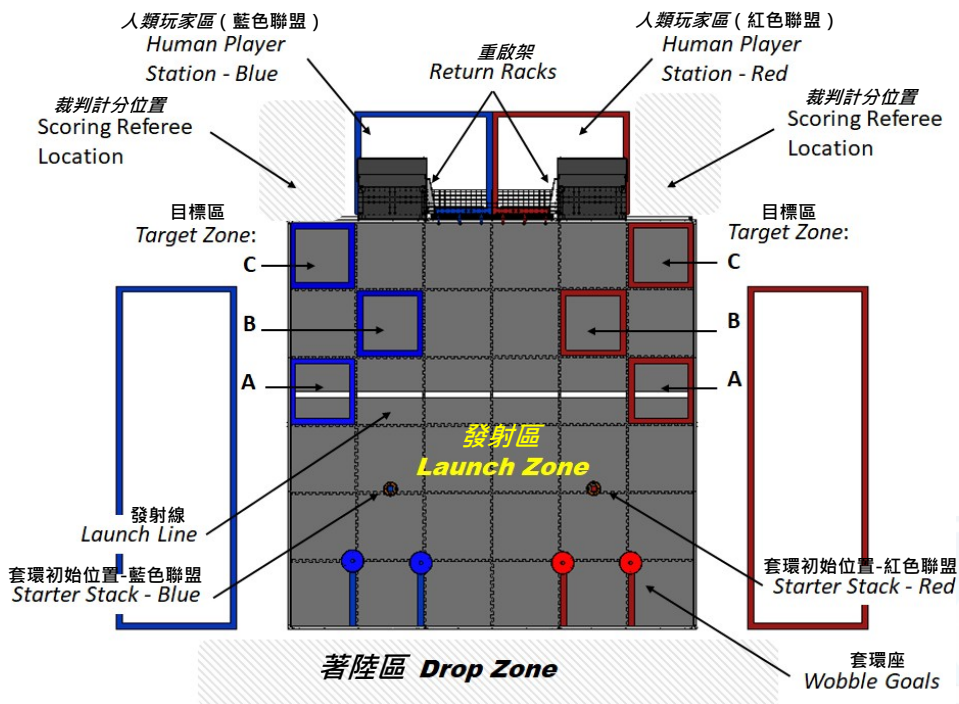 人類玩家區(藍色聯盟)
Human Player
Station - Blue
重啟架
Return Racks
人類玩家區(紅色聯盟)
Human Player
Station - Red
裁判計分位置
Scoring Referee
Location
裁判計分位置
Scoring Referee
Location
目標區
Target Zone:
C
B
A
目標區
Target Zone:
C
B
A
發射區
Launch Zone
發射線
Launch Line
套環初始位置-藍色聯盟
Starter Stack - Blue
套環初始位置-紅色聯盟
Starter Stack - Red
套環座
Wobble Goals
著陸區 Drop Zone